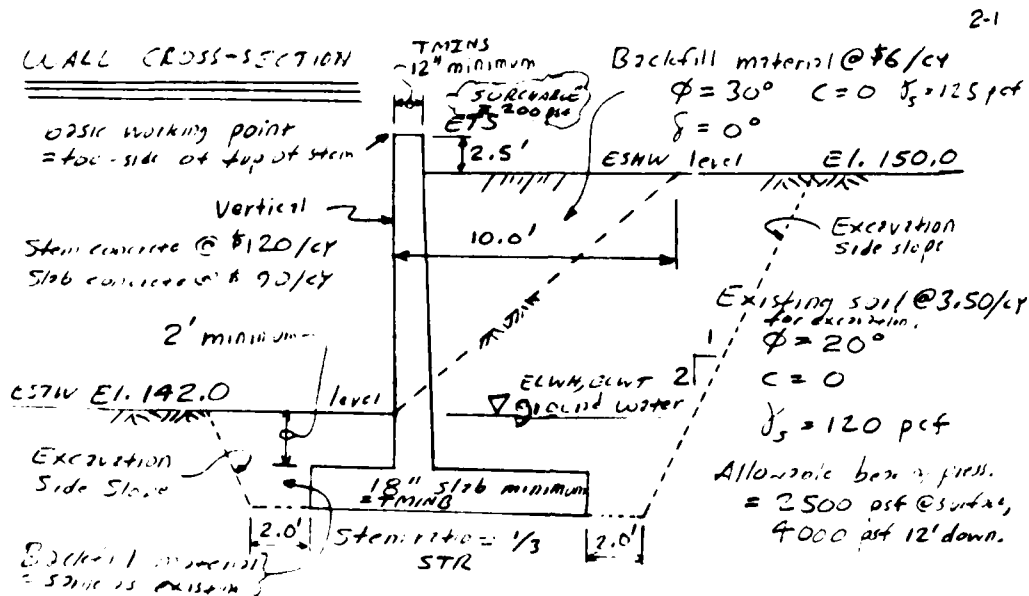 2-1
WALL CROSS-SECTION
TMINS
12" minimum
SURCHARGE
200 psf
ETS
Backfill material @ $6/cy
φ = 30° c = 0 γs = 125 pcf
δ = 0°
basic working point
= toe-side at top of stem
2.5'
ESHW level
El. 150.0
Vertical
10.0'
Excavation
Side slope
Stem concrete @ $120/cy
Slab concrete @ $ 90/cy
Existing soil @ 3.50/cy
for excavation.
φ = 20°
c = 0
γs = 120 pcf
2' minimum
1
2
ESTW El. 142.0
level
ELWH, ELWT
ground water
Excavation
Side Slope
18" slab minimum
= TMINB
Allowable press.
= 2500 psf @ surface,
4000 psf 12' down.
2.0'
Stem ratio = 1/3
STR
2.0'
Backfill material
= same as existing